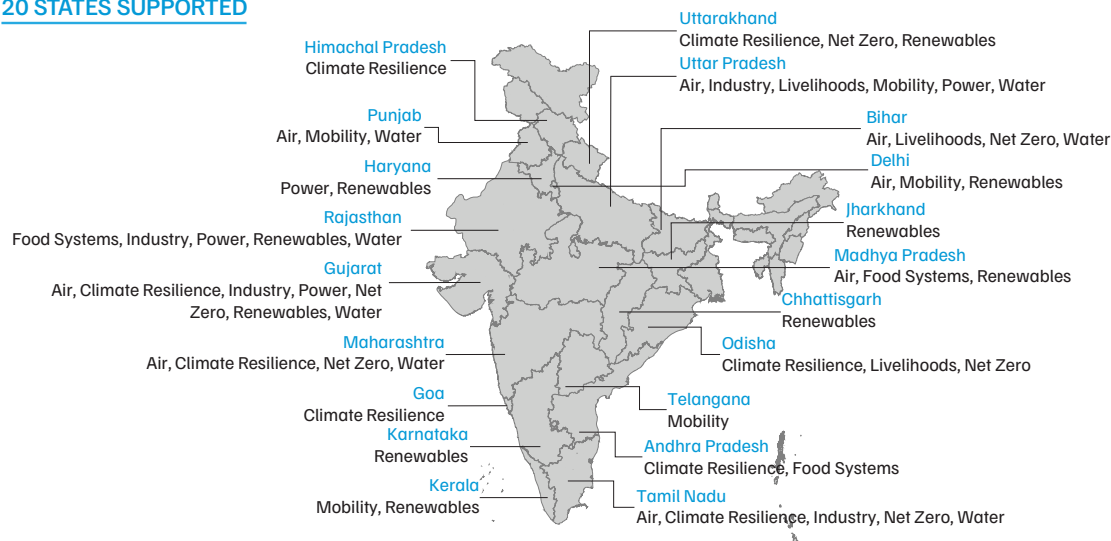 20 STATES SUPPORTED
Himachal Pradesh
Climate Resilience
Punjab
Air, Mobility, Water
Haryana
Power, Renewables
Rajasthan
Food Systems, Industry, Power, Renewables, Water
Gujarat
Air, Climate Resilience, Industry, Power, Net
Zero, Renewables, Water
Maharashtra
Air, Climate Resilience, Net Zero, Water
Goa
Climate Resilience
Karnataka
Renewables
Kerala
Mobility, Renewables
Uttarakhand
Climate Resilience, Net Zero, Renewables
Uttar Pradesh
Air, Industry, Livelihoods, Mobility, Power, Water
Bihar
Air, Livelihoods, Net Zero, Water
Delhi
Air, Mobility, Renewables
Jharkhand
Renewables
Madhya Pradesh
Air, Food Systems, Renewables
Chhattisgarh
Renewables
Odisha
Climate Resilience, Livelihoods, Net Zero
Telangana
Mobility
Andhra Pradesh
Climate Resilience, Food Systems
Tamil Nadu
Air, Climate Resilience, Industry, Net Zero, Water